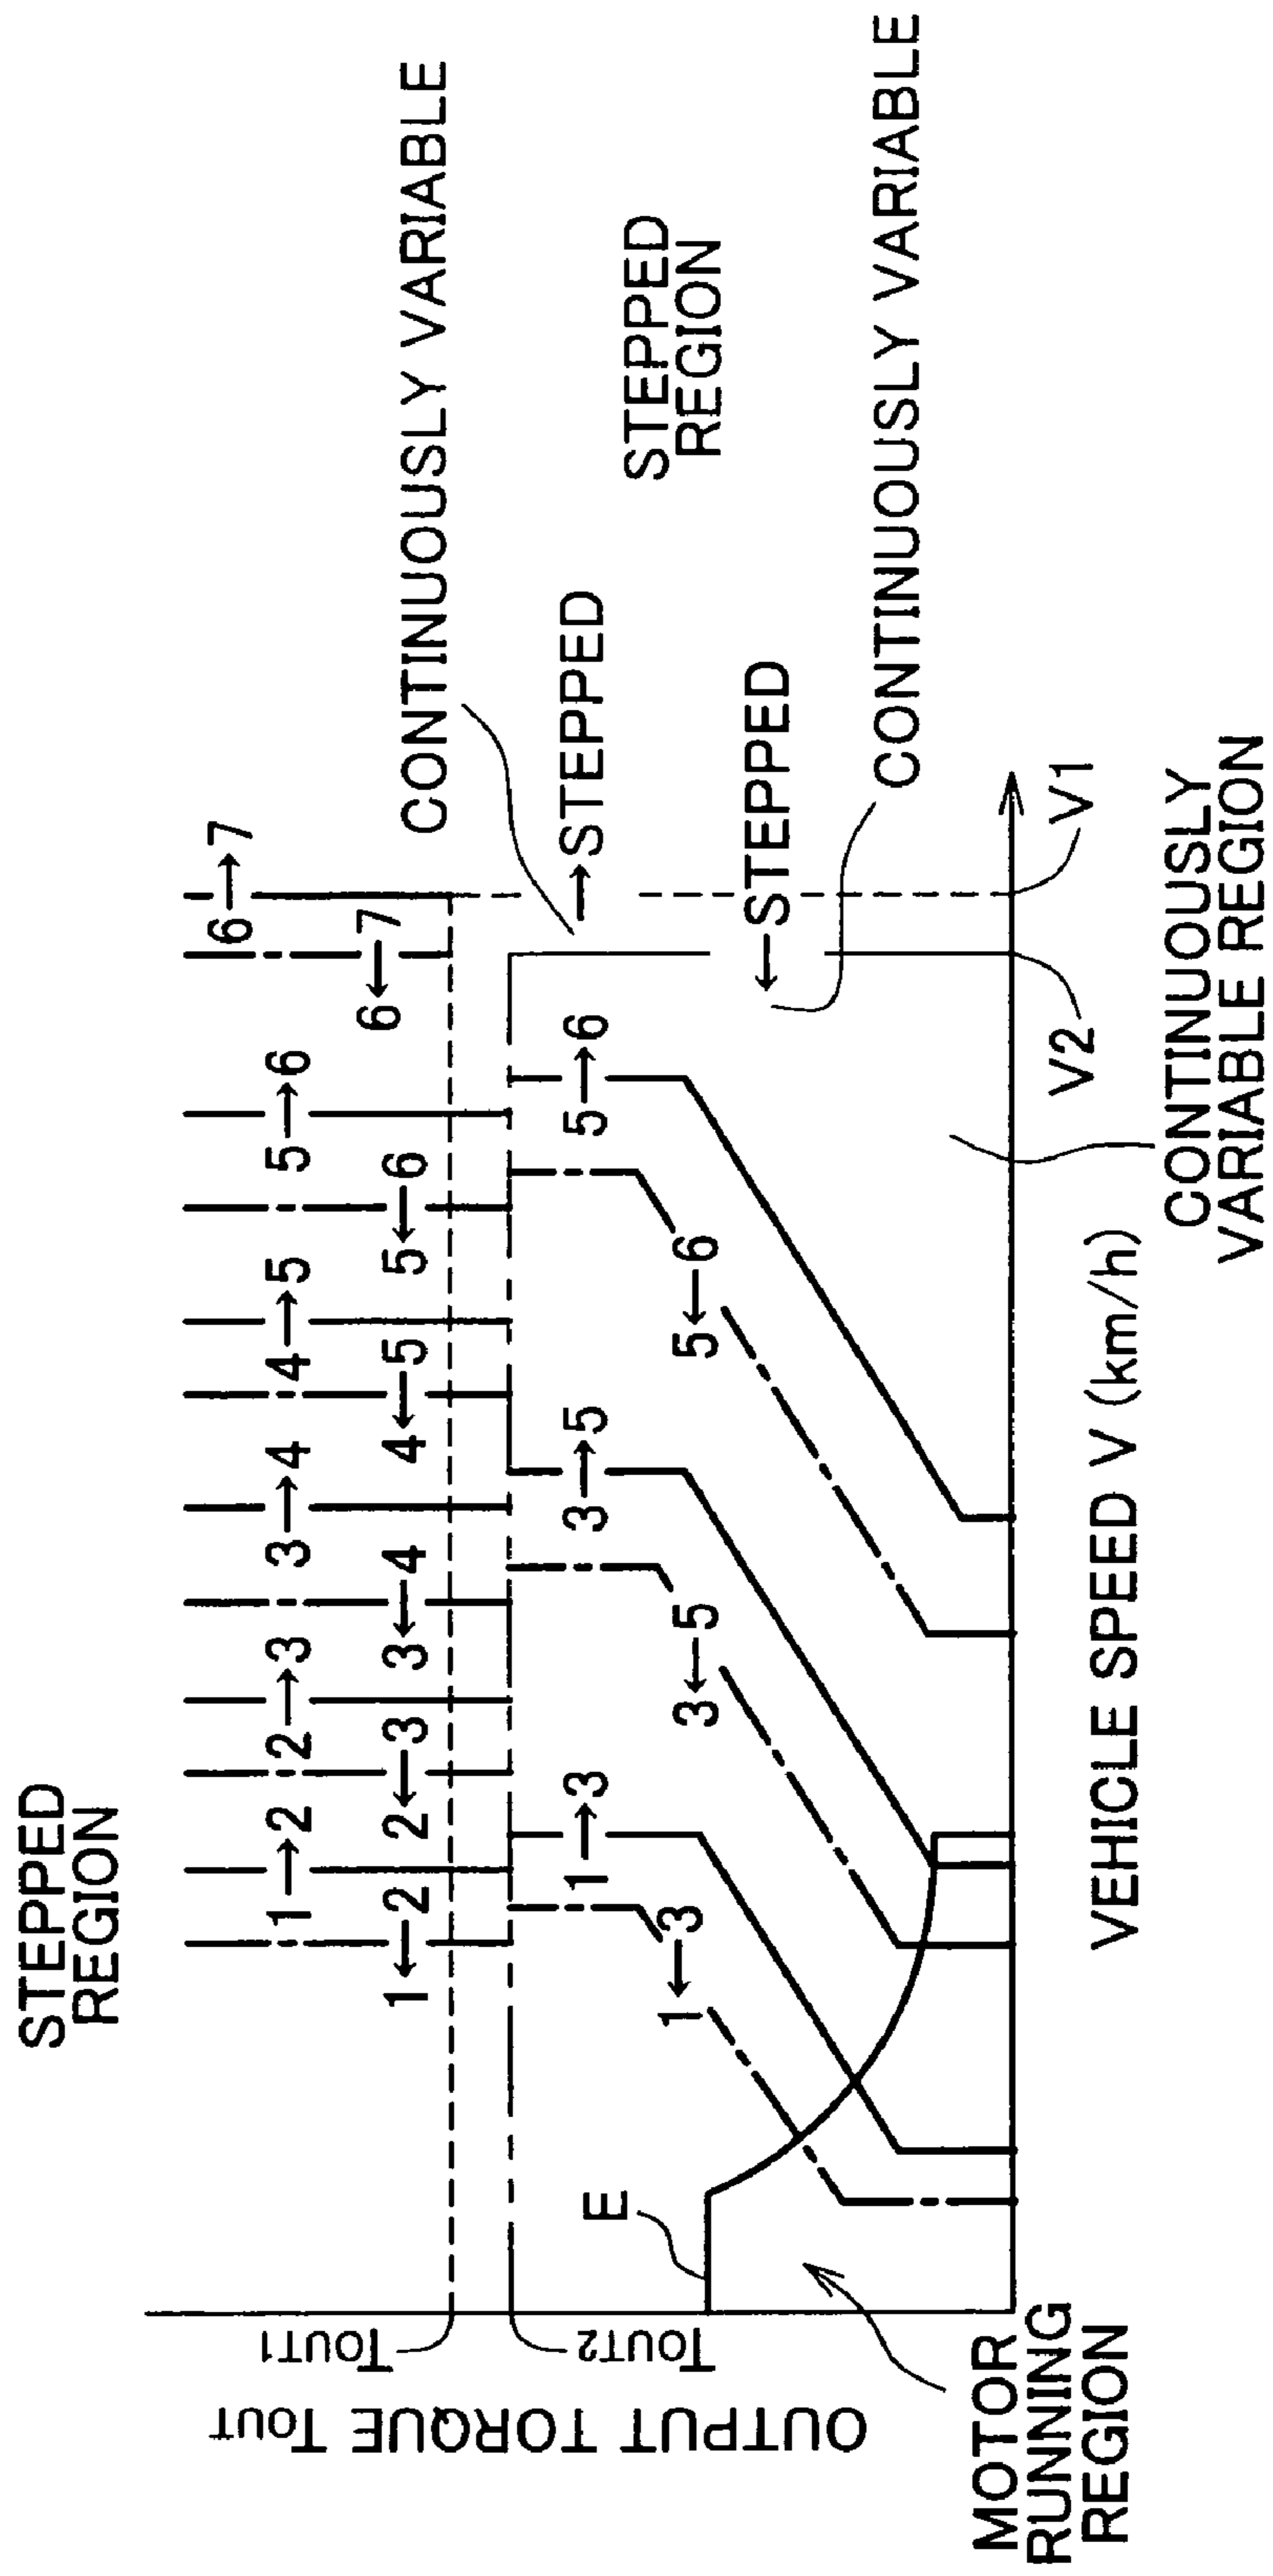 STEPPED
REGION
1→2
2→3
3→4
4→5
5→6
6→7
1←2
2←3
3←4
4←5
5←6
6←7
CONTINUOUSLY VARIABLE
→STEPPED
STEPPED
REGION
←STEPPED
CONTINUOUSLY VARIABLE
1→3
3→5
5→6
1←3
3←5
5←6
E
TOUT1
TOUT2
OUTPUT TORQUE TOUT
MOTOR
RUNNING
REGION
VEHICLE SPEED V (km/h)
V2
V1
CONTINUOUSLY
VARIABLE REGION